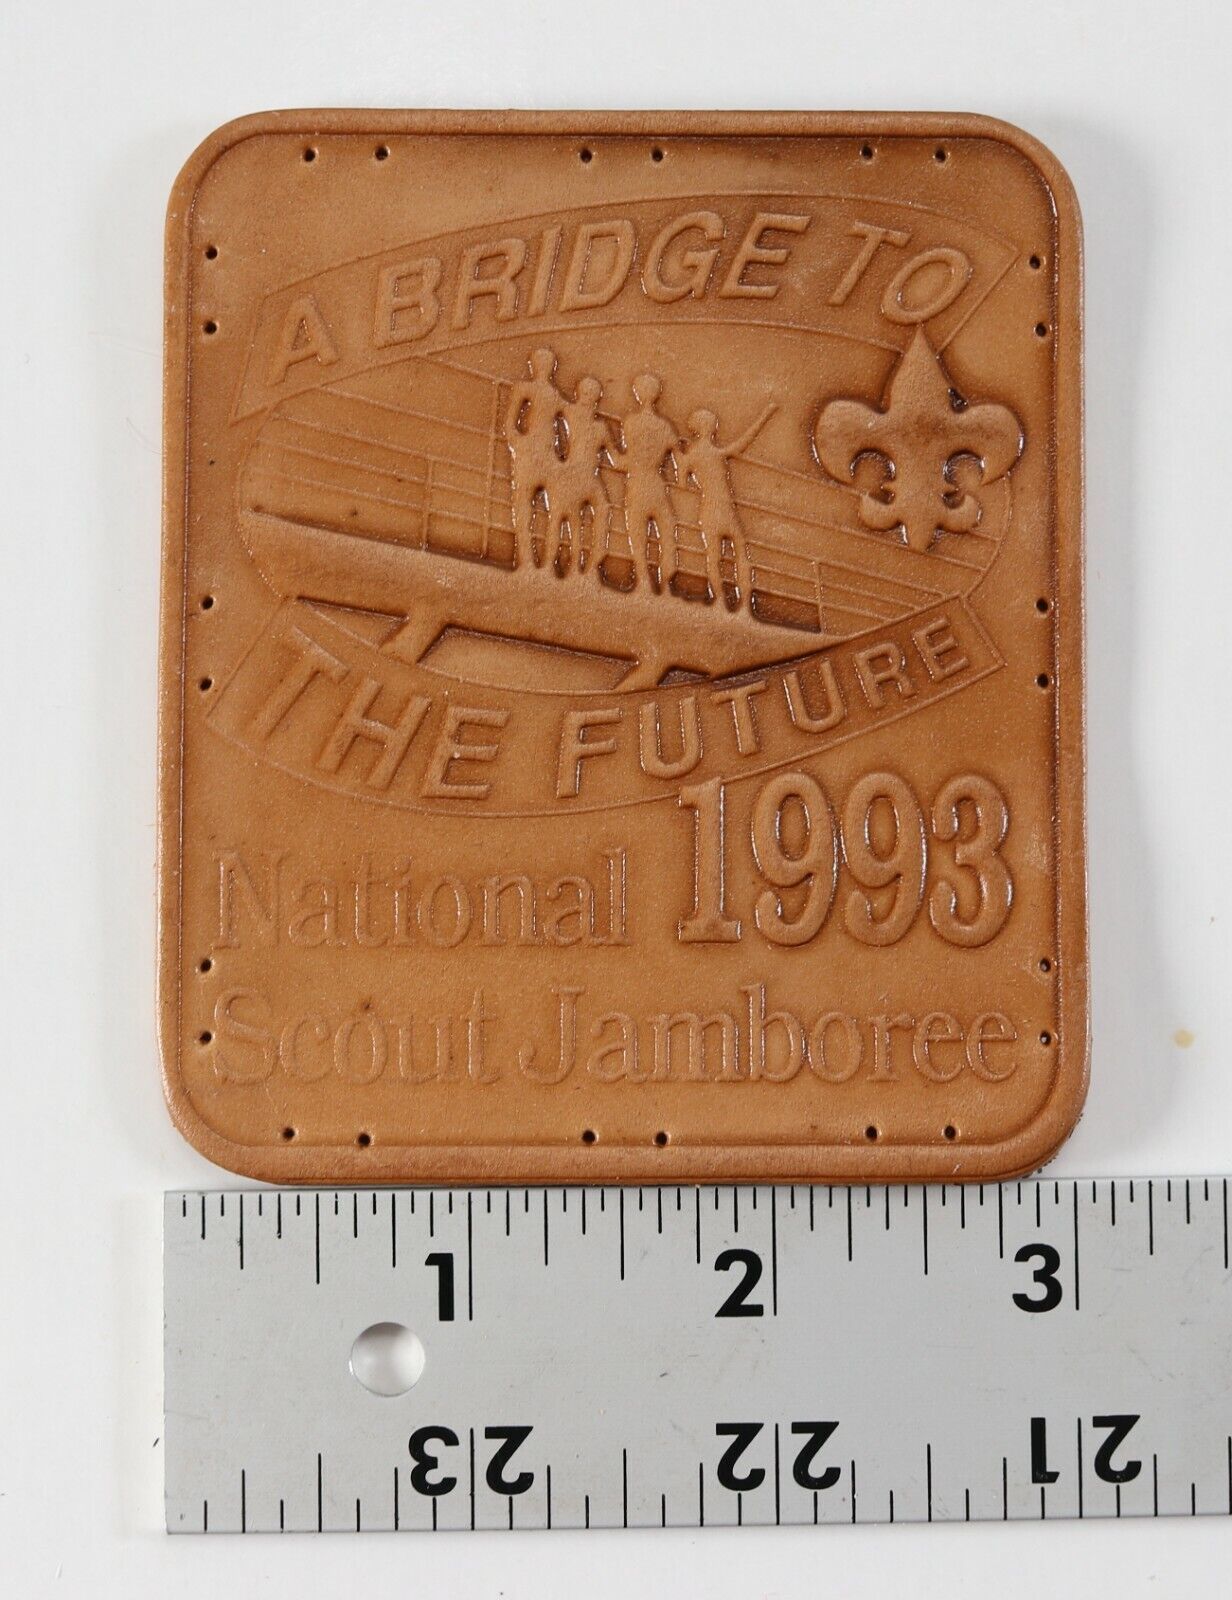 A BRIDGE TO
THE FUTURE
National 1993
Scout Jamboree
1 2 3
23 22 21